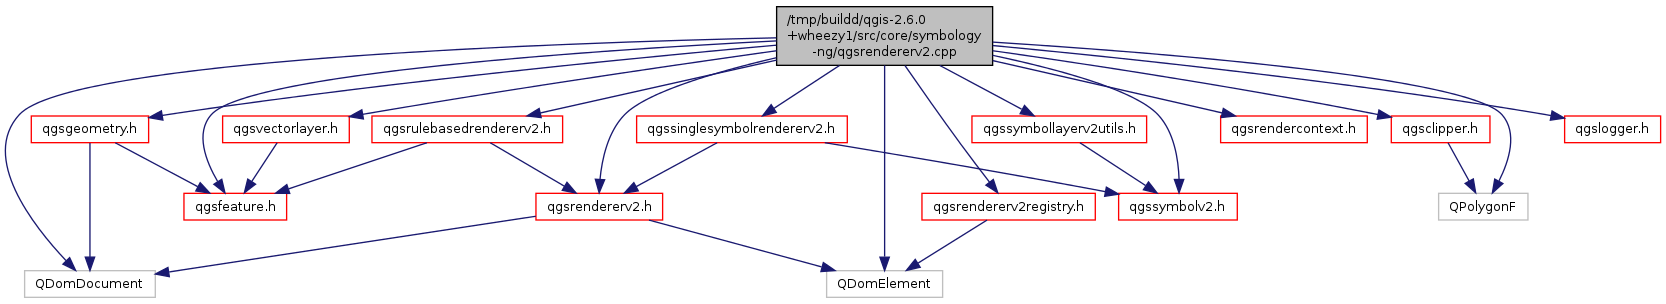 /tmp/buildd/qgis-2.6.0
+wheezy1/src/core/symbology
-ng/qgsrendererv2.cpp
qgsgeometry.h
qgsvectorlayer.h
qgsrulebasedrendererv2.h
qgssinglesymbolrendererv2.h
qgssymbollayerv2utils.h
qgsrendercontext.h
qgsclipper.h
qgslogger.h
qgsfeature.h
qgsrendererv2.h
qgsrendererv2registry.h
qgssymbolv2.h
QPolygonF
QDomDocument
QDomElement